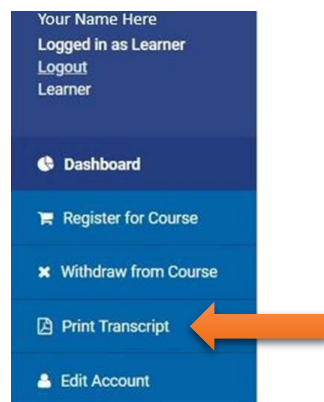 Your Name Here
Logged in as Learner
Logout
Learner
Dashboard
Register for Course
Withdraw from Course
Print Transcript
Edit Account